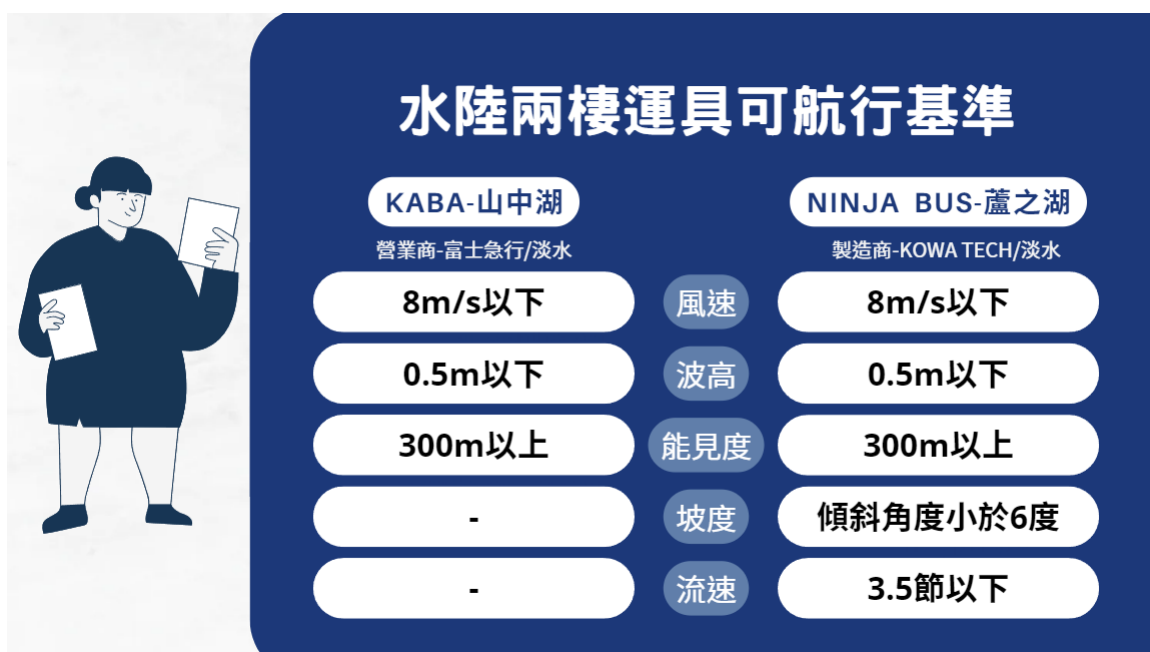 水陸兩棲運具可航行基準
KABA-山中湖
NINJA BUS-蘆之湖
營業商-富士急行/淡水
製造商-KOWA TECH/淡水
8m/s以下 風速 8m/s以下
0.5m以下 波高 0.5m以下
300m以上 能見度 300m以上
- 坡度 傾斜角度小於6度
- 流速 3.5節以下